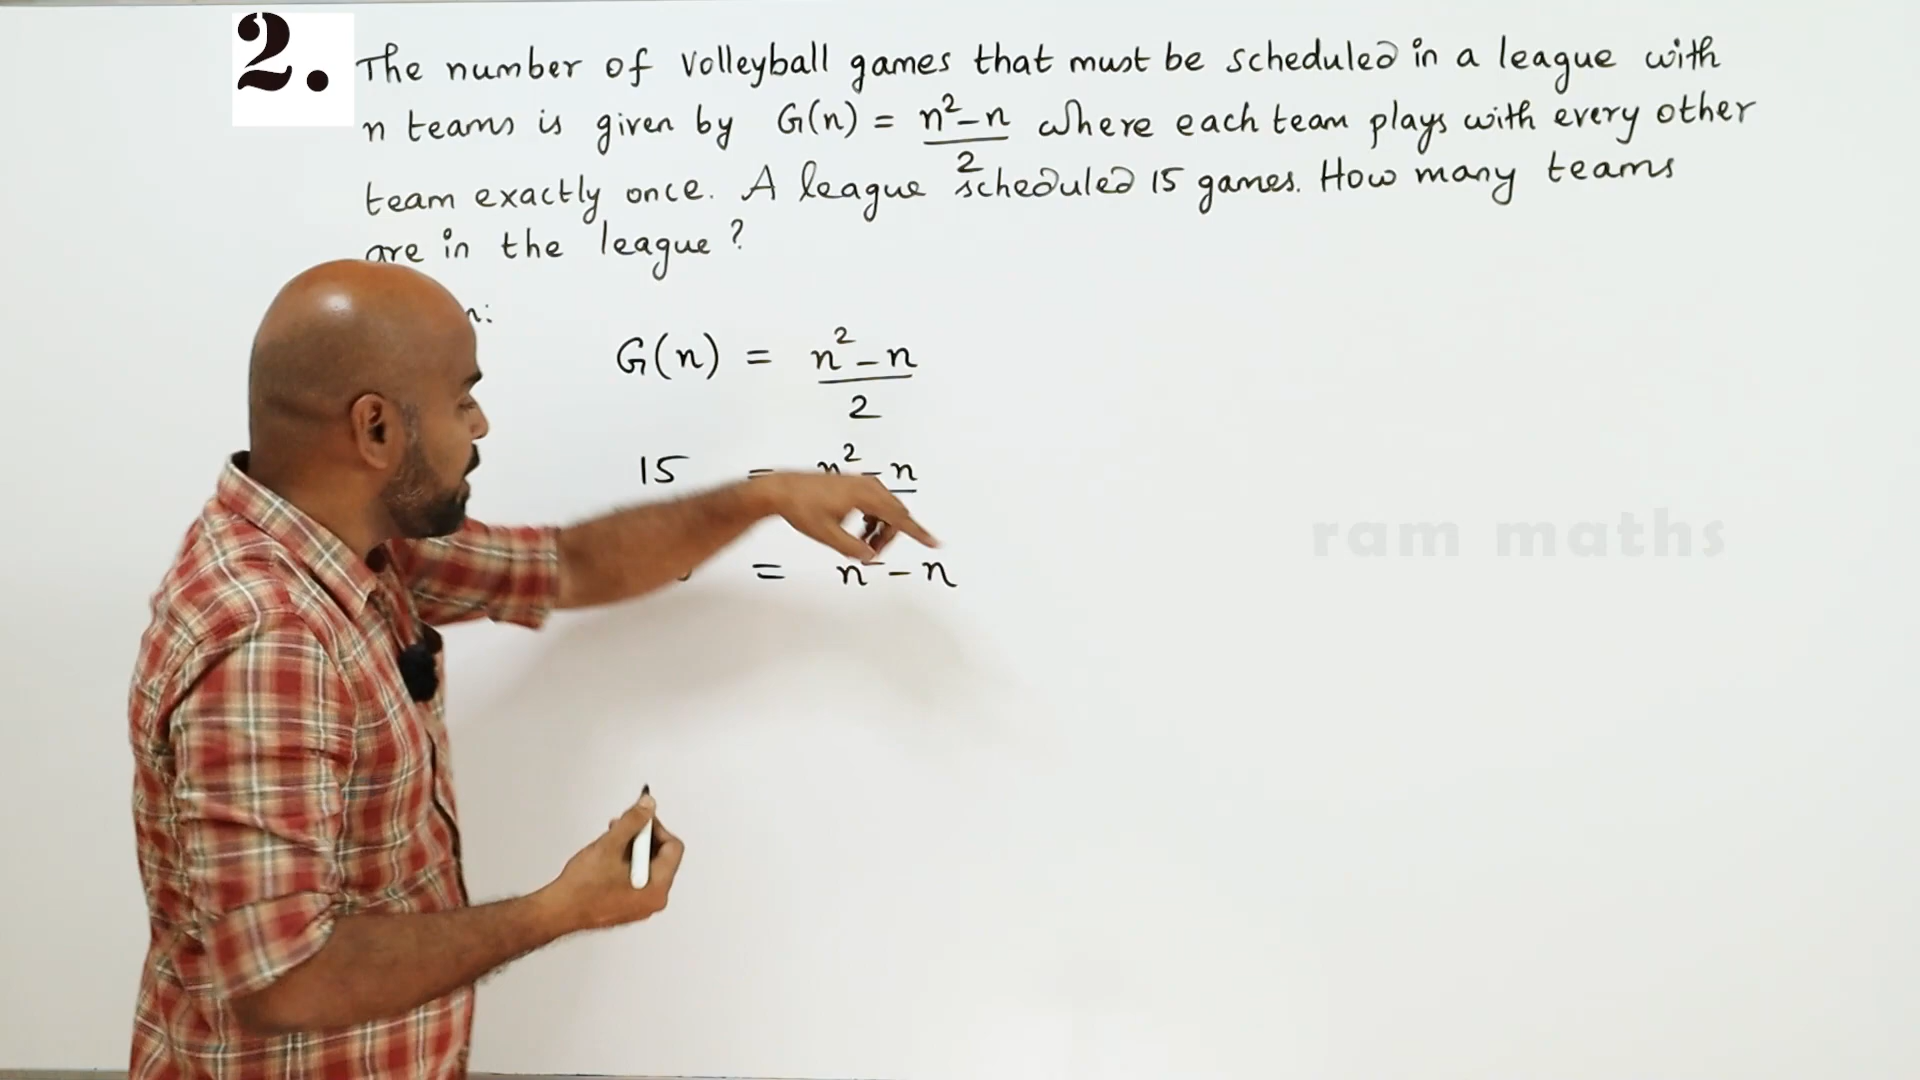 2.
The number of volleyball games that must be scheduled in a league with
n teams is given by G(n) = n²-n/2 where each team plays with every other
team exactly once. A league scheduled 15 games. How many teams
are in the league?
n:
G(n) = n²-n/2
15 = n²-n
= n²-n
ram maths